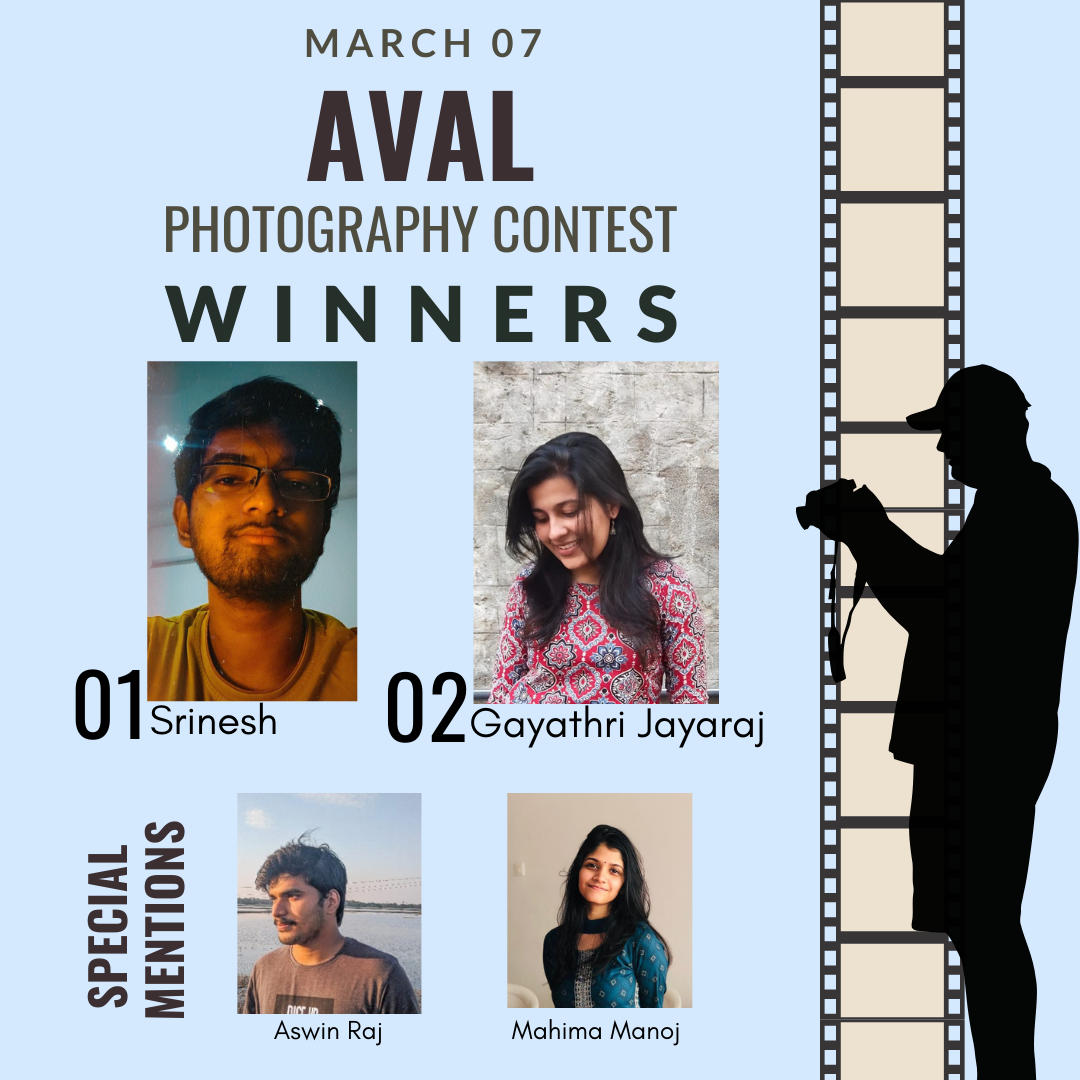 MARCH 07
AVAL
PHOTOGRAPHY CONTEST
WINNERS
01 Srinesh
02 Gayathri Jayaraj
SPECIAL
MENTIONS
Aswin Raj
Mahima Manoj